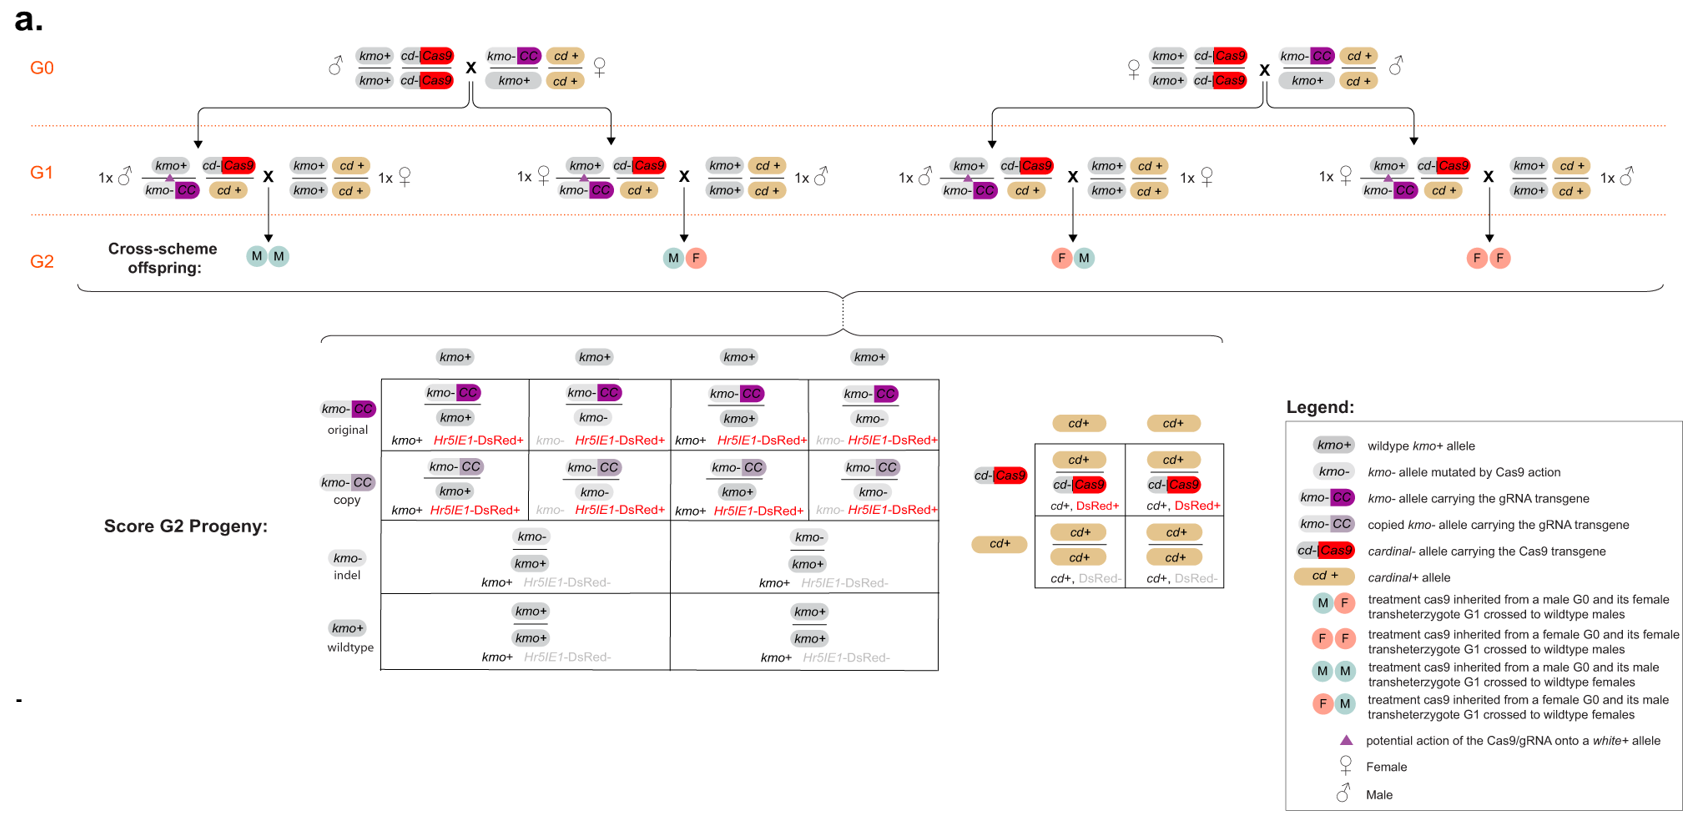 a.
G0
kmo+ cd- Cas9 X kmo- CC cd +
kmo+ cd- Cas9 kmo+ cd +
kmo+ cd- Cas9 X kmo- CC cd +
kmo+ cd- Cas9 kmo+ cd +
G1
1x kmo+ cd- Cas9 X kmo+ cd + 1x
kmo- CC cd + kmo+ cd +
1x kmo+ cd- Cas9 X kmo+ cd + 1x
kmo- CC cd + kmo+ cd +
1x kmo+ cd- Cas9 X kmo+ cd + 1x
kmo- CC cd + kmo+ cd +
1x kmo+ cd- Cas9 X kmo+ cd + 1x
kmo- CC cd + kmo+ cd +
G2
Cross-scheme
offspring:
M M
M F
F M
F F
Score G2 Progeny:
kmo+ kmo+ kmo+ kmo+
kmo- CC
original
kmo- CC kmo- CC kmo- CC kmo- CC
kmo+ kmo- kmo+ kmo-
kmo+ Hr5IE1-DsRed+ kmo- Hr5IE1-DsRed+ kmo+ Hr5IE1-DsRed+ kmo- Hr5IE1-DsRed+
kmo- CC
copy
kmo- CC kmo- CC kmo- CC kmo- CC
kmo+ kmo- kmo+ kmo-
kmo+ Hr5IE1-DsRed+ kmo- Hr5IE1-DsRed+ kmo+ Hr5IE1-DsRed+ kmo- Hr5IE1-DsRed+
kmo-
indel
kmo- kmo-
kmo+ kmo+
kmo+ Hr5IE1-DsRed- kmo+ Hr5IE1-DsRed-
kmo+
wildtype
kmo+ kmo+
kmo+ kmo+
kmo+ Hr5IE1-DsRed- kmo+ Hr5IE1-DsRed-
cd+ cd+
cd- Cas9
cd+ cd+
cd- Cas9 cd- Cas9
cd+, DsRed+ cd+, DsRed+
cd+
cd+ cd+
cd+ cd+
cd+, DsRed- cd+, DsRed-
Legend:
kmo+ wildtype kmo+ allele
kmo- kmo- allele mutated by Cas9 action
kmo- CC kmo- allele carrying the gRNA transgene
kmo- CC copied kmo- allele carrying the gRNA transgene
cd- Cas9 cardinal- allele carrying the Cas9 transgene
cd + cardinal+ allele
M F treatment cas9 inherited from a male G0 and its female
transheterzygote G1 crossed to wildtype males
F F treatment cas9 inherited from a female G0 and its female
transheterzygote G1 crossed to wildtype males
M M treatment cas9 inherited from a male G0 and its male
transheterzygote G1 crossed to wildtype females
F M treatment cas9 inherited from a female G0 and its male
transheterzygote G1 crossed to wildtype females
potential action of the Cas9/gRNA onto a white+ allele
♀ Female
♂ Male
-